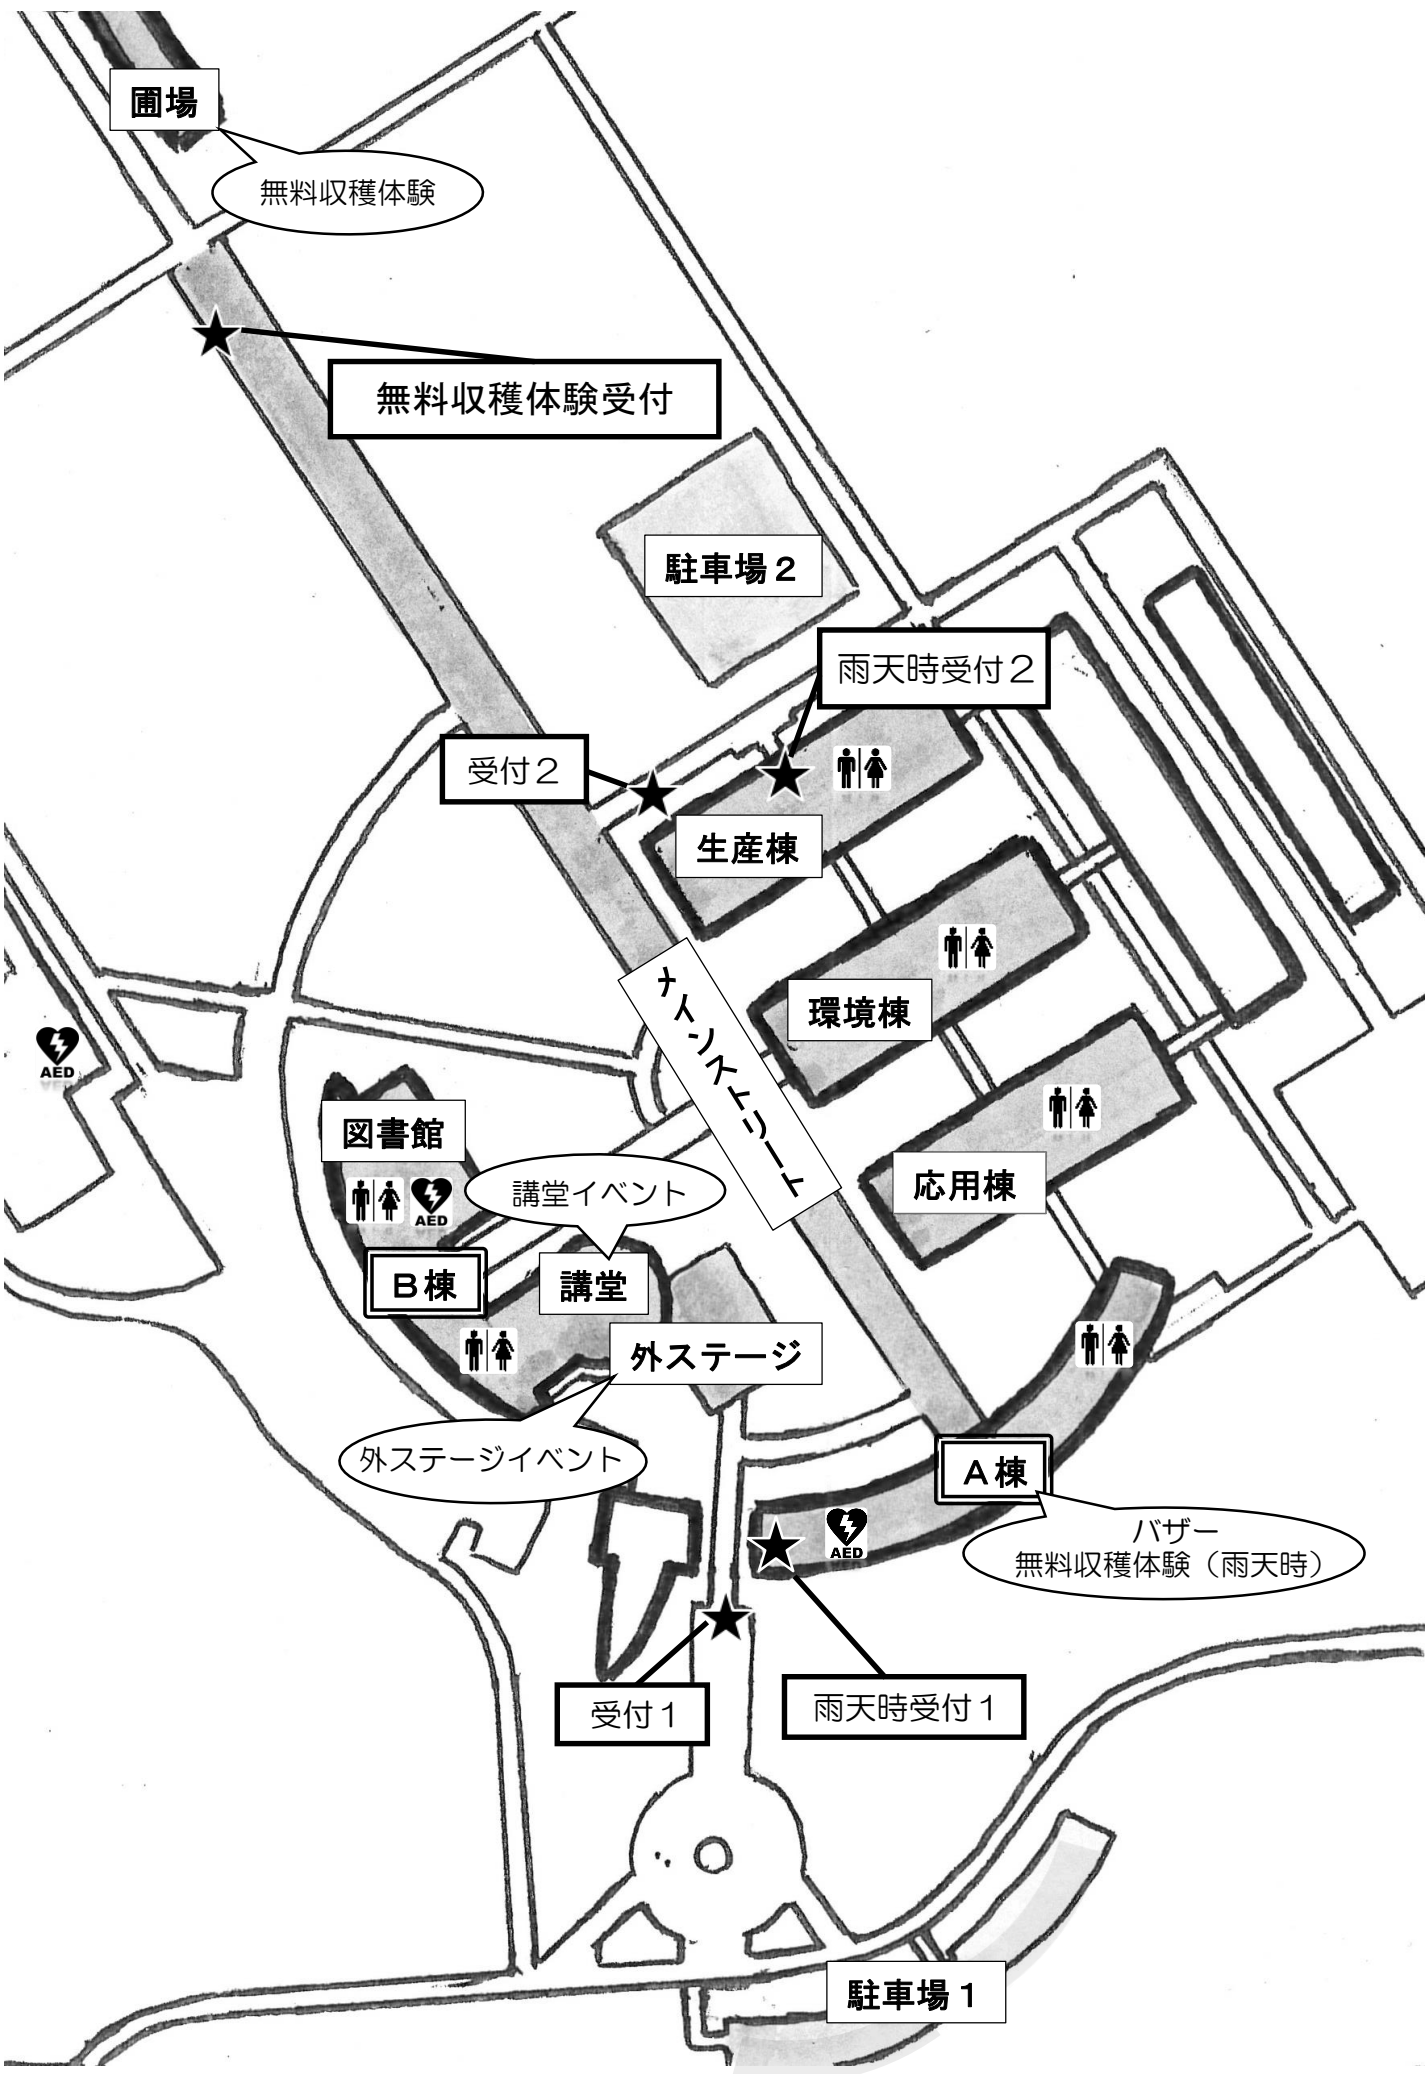 圃場
無料収穫体験
無料収穫体験受付
駐車場２
雨天時受付２
受付２
生産棟
メインストリート
環境棟
AED
図書館
AED
応用棟
講堂イベント
B棟
講堂
外ステージ
外ステージイベント
A棟
AED
バザー
無料収穫体験（雨天時）
受付１
雨天時受付１
駐車場１